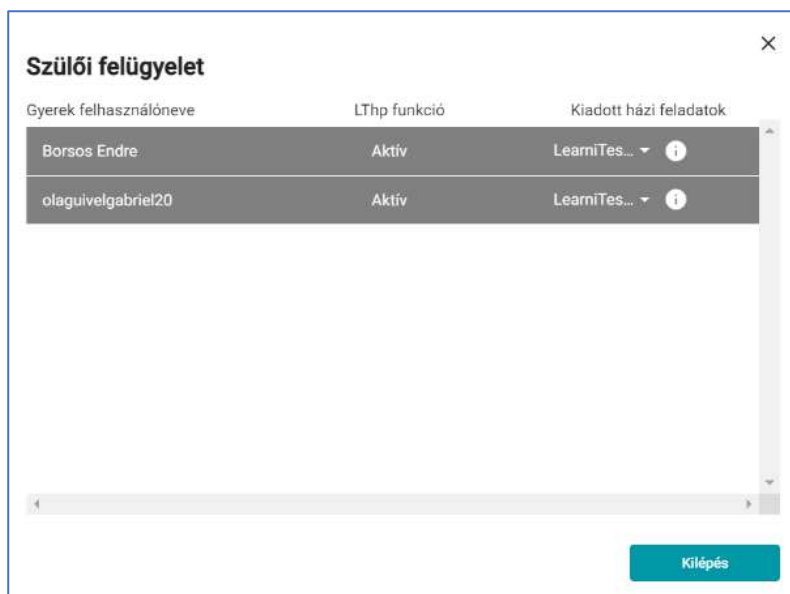 Szülői felügyelet
Gyerek felhasználóneve LThp funkció Kiadott házi feladatok
Borsos Endre Aktív LearniTes...
olaguivelgabriel20 Aktív LearniTes...
Kilépés